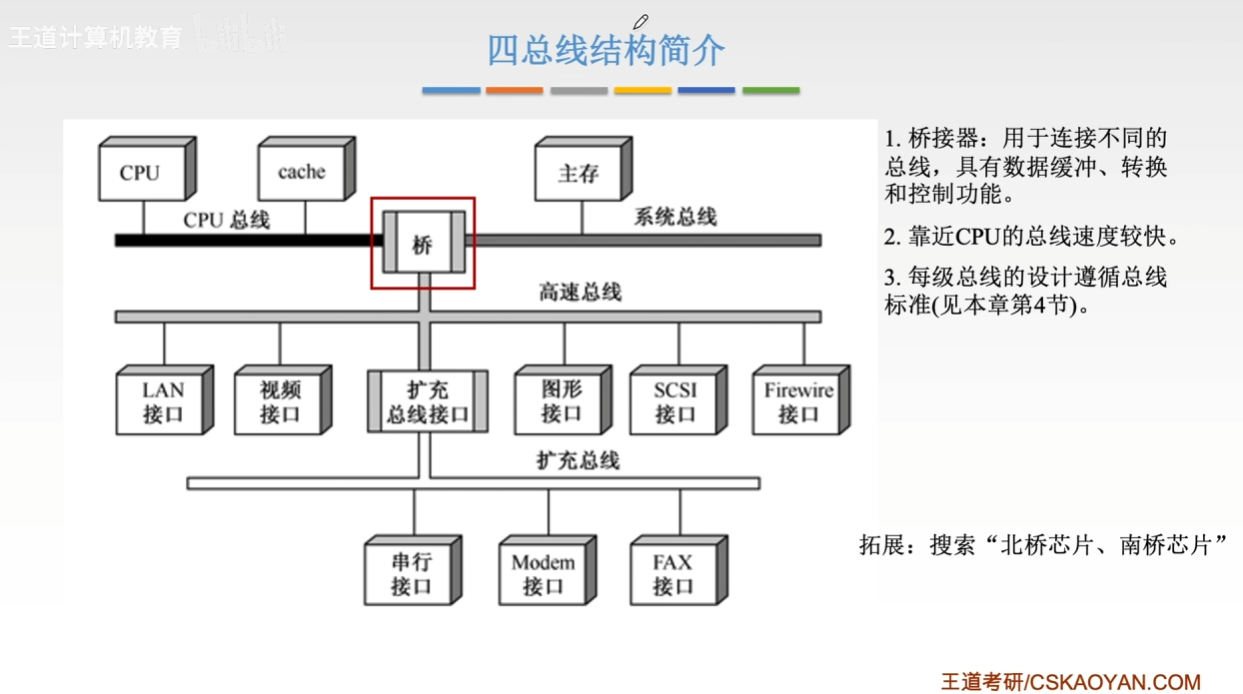 王道计算机教育
四总线结构简介
CPU
cache
主存
CPU 总线
系统总线
桥
高速总线
LAN
接口
视频
接口
扩充
总线接口
图形
接口
SCSI
接口
Firewire
接口
扩充总线
串行
接口
Modem
接口
FAX
接口
1. 桥接器：用于连接不同的
总线，具有数据缓冲、转换
和控制功能。
2. 靠近CPU的总线速度较快。
3. 每级总线的设计遵循总线
标准(见本章第4节)。
拓展：搜索“北桥芯片、南桥芯片”
王道考研/CSKAOYAN.COM